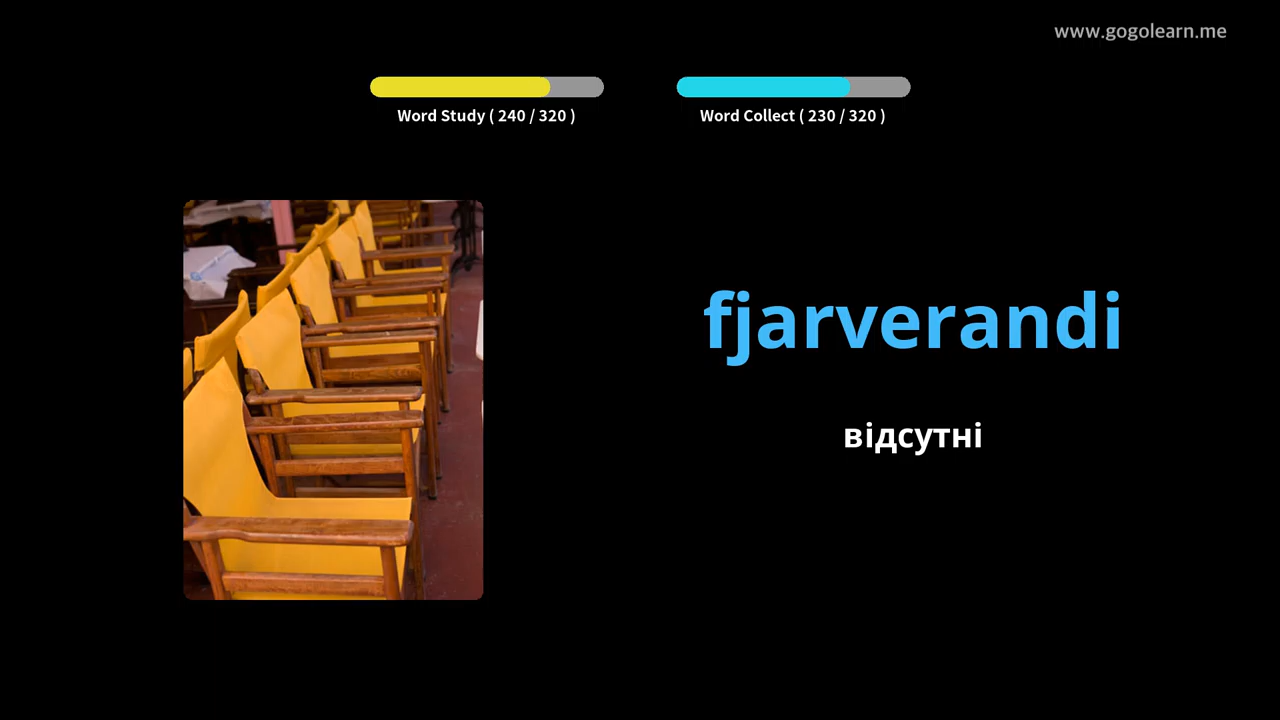 www.gogolearn.me
Word Study ( 240 / 320 )
Word Collect ( 230 / 320 )
fjarverandi
відсутні